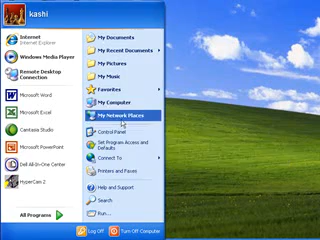 kashi
Internet
Internet Explorer
Windows Media Player
Remote Desktop
Connection
Microsoft Word
Microsoft Excel
Camtasia Studio
Microsoft PowerPoint
Dell All-In-One Center
HyperCam 2
All Programs
My Documents
My Recent Documents
My Pictures
My Music
Favorites
My Computer
My Network Places
Control Panel
Set Program Access and
Defaults
Connect To
Printers and Faxes
Help and Support
Search
Run...
Log Off
Turn Off Computer